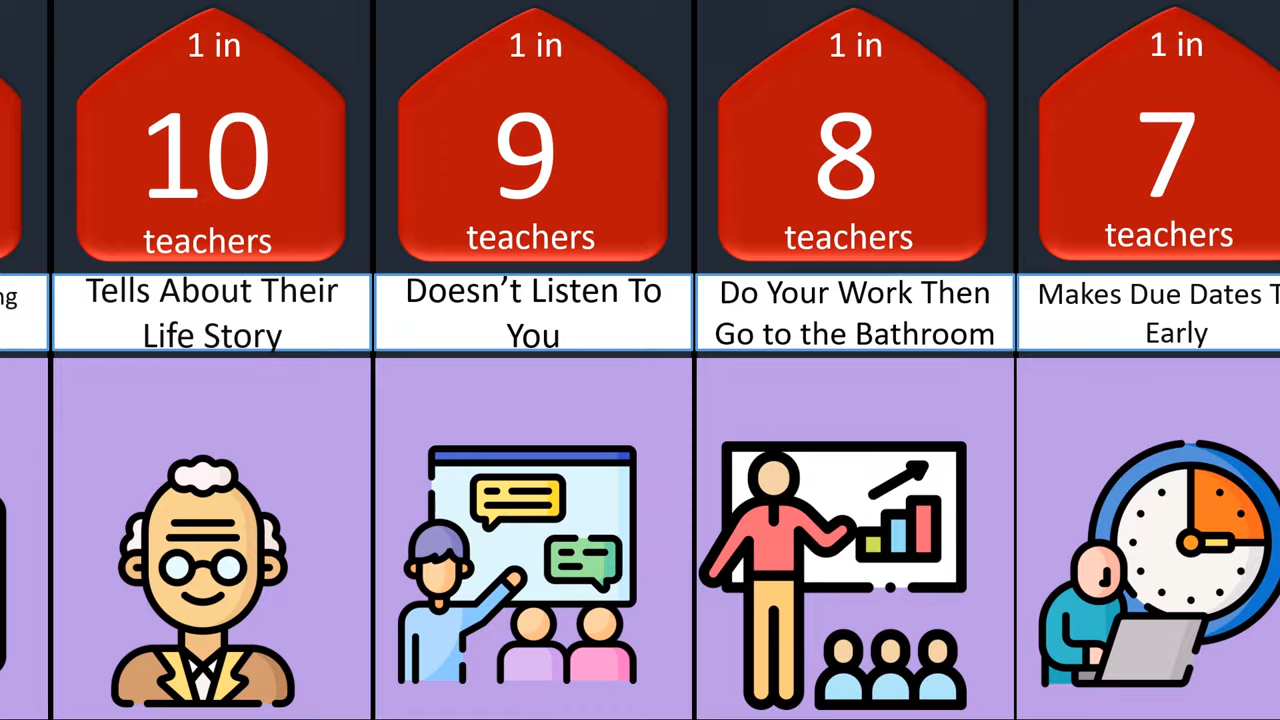 ng
1 in
10
teachers
Tells About Their
Life Story
1 in
9
teachers
Doesn’t Listen To
You
1 in
8
teachers
Do Your Work Then
Go to the Bathroom
1 in
7
teachers
Makes Due Dates T
Early